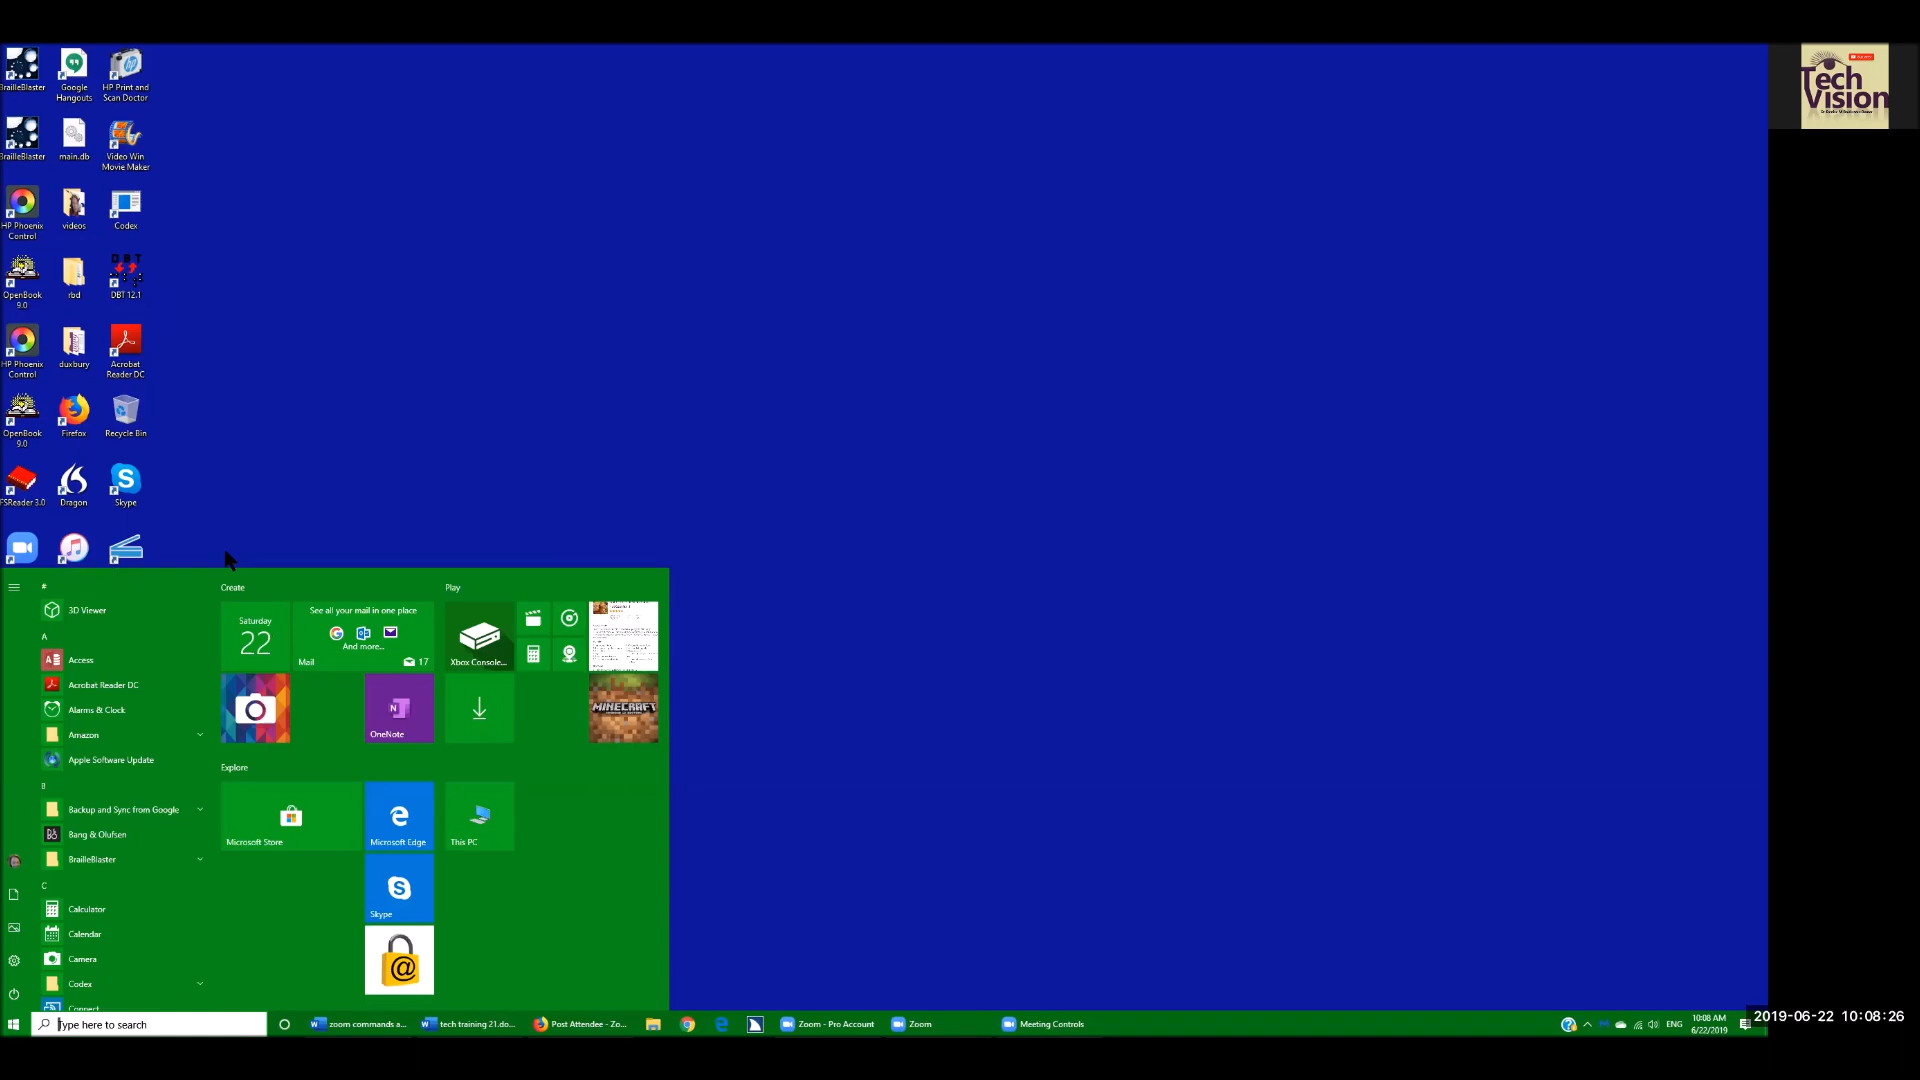 BrailleBlaster
Google
Hangouts
HP Print and
Scan Doctor
BrailleBlaster
main.db
Video Win
Movie Maker
HP Phoenix
Control
videos
Codex
OpenBook
9.0
rbd
DBT 12.1
HP Phoenix
Control
duxbury
Acrobat
Reader DC
OpenBook
9.0
Firefox
Recycle Bin
FSReader 3.0
Dragon
Skype
#
3D Viewer
A
Access
Acrobat Reader DC
Alarms & Clock
Amazon
Apple Software Update
B
Backup and Sync from Google
Bang & Olufsen
BrailleBlaster
C
Calculator
Calendar
Camera
Codex
Connect
Create
Saturday
22
See all your mail in one place
And more...
Mail
17
OneNote
Explore
Microsoft Store
Microsoft Edge
Skype
Play
Xbox Console...
MINECRAFT
This PC
Type here to search
zoom commands a...
tech training 21.do...
Post Attendee - Zo...
Zoom - Pro Account
Zoom
Meeting Controls
ENG
10:08 AM
6/22/2019
Tech
Vision
2019-06-22 10:08:26